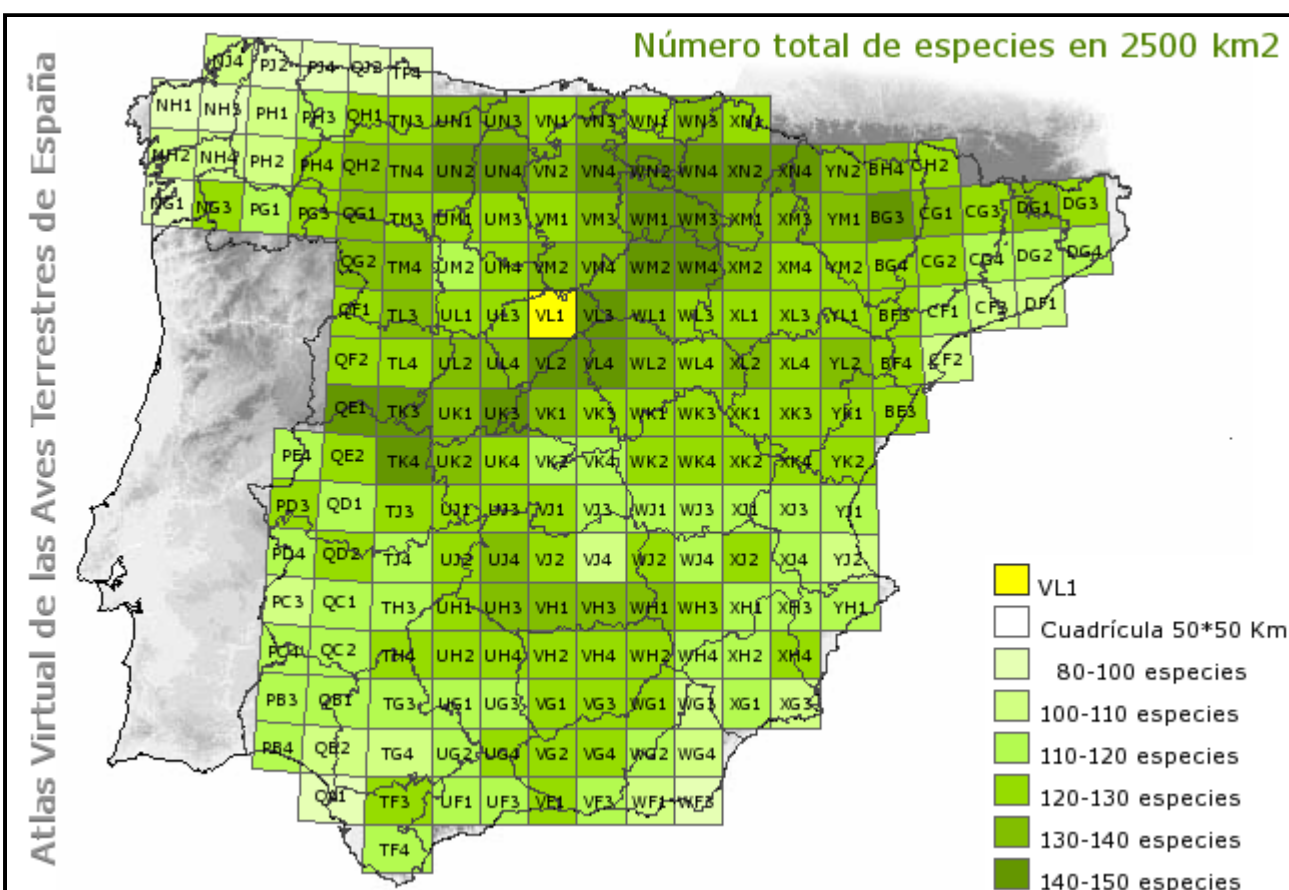 Número total de especies en 2500 km2
Atlas Virtual de las Aves Terrestres de España
NJ4 PJ2 PJ4 QJ2 TP4
NH1 NH3 PH1 PH3 QH1 TN3 UN1 UN3 VN1 VN3 WN1 WN3 XN1
NH2 NH4 PH2 PH4 QH2 TN4 UN2 UN4 VN2 VN4 WN2 WN4 XN2 XN4 YN2 BH4 CH2
NG1 NG3 PG1 PG3 QG1 TM3 UM1 UM3 VM1 VM3 WM1 WM3 XM1 XM3 YM1 BG3 CG1 CG3 DG1 DG3
QG2 TM4 UM2 UM4 VM2 VM4 WM2 WM4 XM2 XM4 YM2 BG4 CG2 CG4 DG2 DG4
QF1 TL3 UL1 UL3 VL1 VL3 WL1 WL3 XL1 XL3 YL1 BF3 CF1 CF3 DF1
QF2 TL4 UL2 UL4 VL2 VL4 WL2 WL4 XL2 XL4 YL2 BF4 CF2
QE1 TK3 UK1 UK3 VK1 VK3 WK1 WK3 XK1 XK3 YK1 BE3
PE4 QE2 TK4 UK2 UK4 VK2 VK4 WK2 WK4 XK2 XK4 YK2
PD3 QD1 TJ3 UJ1 UJ3 VJ1 VJ3 WJ1 WJ3 XJ1 XJ3 YJ1
PD4 QD2 TJ4 UJ2 UJ4 VJ2 VJ4 WJ2 WJ4 XJ2 XJ4 YJ2
PC3 QC1 TH3 UH1 UH3 VH1 VH3 WH1 WH3 XH1 XH3 YH1
PC4 QC2 TH4 UH2 UH4 VH2 VH4 WH2 WH4 XH2 XH4
PB3 QB1 TG3 UG1 UG3 VG1 VG3 WG1 WG3 XG1 XG3
PB4 QB2 TG4 UG2 UG4 VG2 VG4 WG2 WG4
QA1 TF3 UF1 UF3 VF1 VF3 WF1 WF3
TF4
VL1
Cuadrícula 50*50 Km
80-100 especies
100-110 especies
110-120 especies
120-130 especies
130-140 especies
140-150 especies